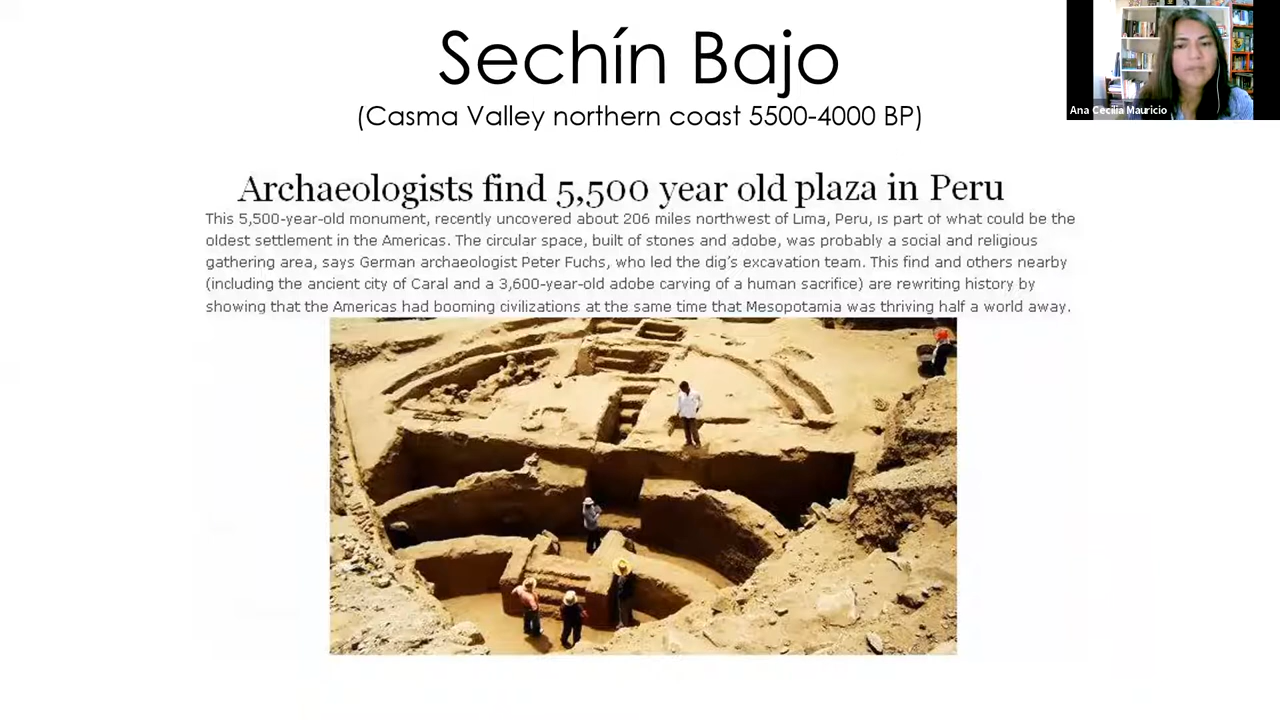 Sechín Bajo
(Casma Valley northern coast 5500-4000 BP)
Ana Cecilia Mauricio
Archaeologists find 5,500 year old plaza in Peru
This 5,500-year-old monument, recently uncovered about 206 miles northwest of Lima, Peru, is part of what could be the
oldest settlement in the Americas. The circular space, built of stones and adobe, was probably a social and religious
gathering area, says German archaeologist Peter Fuchs, who led the dig's excavation team. This find and others nearby
(including the ancient city of Caral and a 3,600-year-old adobe carving of a human sacrifice) are rewriting history by
showing that the Americas had booming civilizations at the same time that Mesopotamia was thriving half a world away.